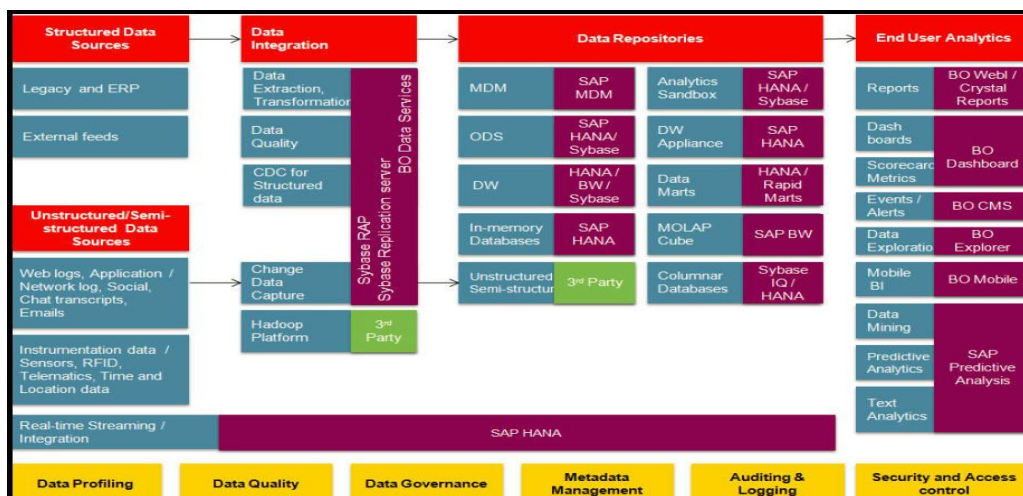 Structured Data
Sources
Data
Integration
Data Repositories
End User Analytics
Legacy and ERP
External feeds
Unstructured/Semi-
structured Data
Sources
Web logs, Application /
Network log, Social,
Chat transcripts,
Emails
Instrumentation data /
Sensors, RFID,
Telematics, Time and
Location data
Data
Extraction,
Transformation
Data
Quality
CDC for
Structured
data
Change
Data
Capture
Hadoop
Platform
3rd
Party
Sybase RAP
Sybase Replication server
BO Data Services
MDM
SAP
MDM
ODS
SAP
HANA/
Sybase
DW
HANA /
BW /
Sybase
In-memory
Databases
SAP
HANA
Unstructured
Semi-structur
3rd Party
Analytics
Sandbox
SAP
HANA /
Sybase
DW
Appliance
SAP
HANA
Data
Marts
HANA /
Rapid
Marts
MOLAP
Cube
SAP BW
Columnar
Databases
Sybase
IQ /
HANA
Reports
BO WebI /
Crystal
Reports
Dash
boards
Scorecard
Metrics
BO
Dashboard
Events /
Alerts
BO CMS
Data
Exploratio
BO
Explorer
Mobile
BI
BO Mobile
Data
Mining
Predictive
Analytics
Text
Analytics
SAP
Predictive
Analysis
Real-time Streaming /
Integration
SAP HANA
Data Profiling
Data Quality
Data Governance
Metadata
Management
Auditing &
Logging
Security and Access
control